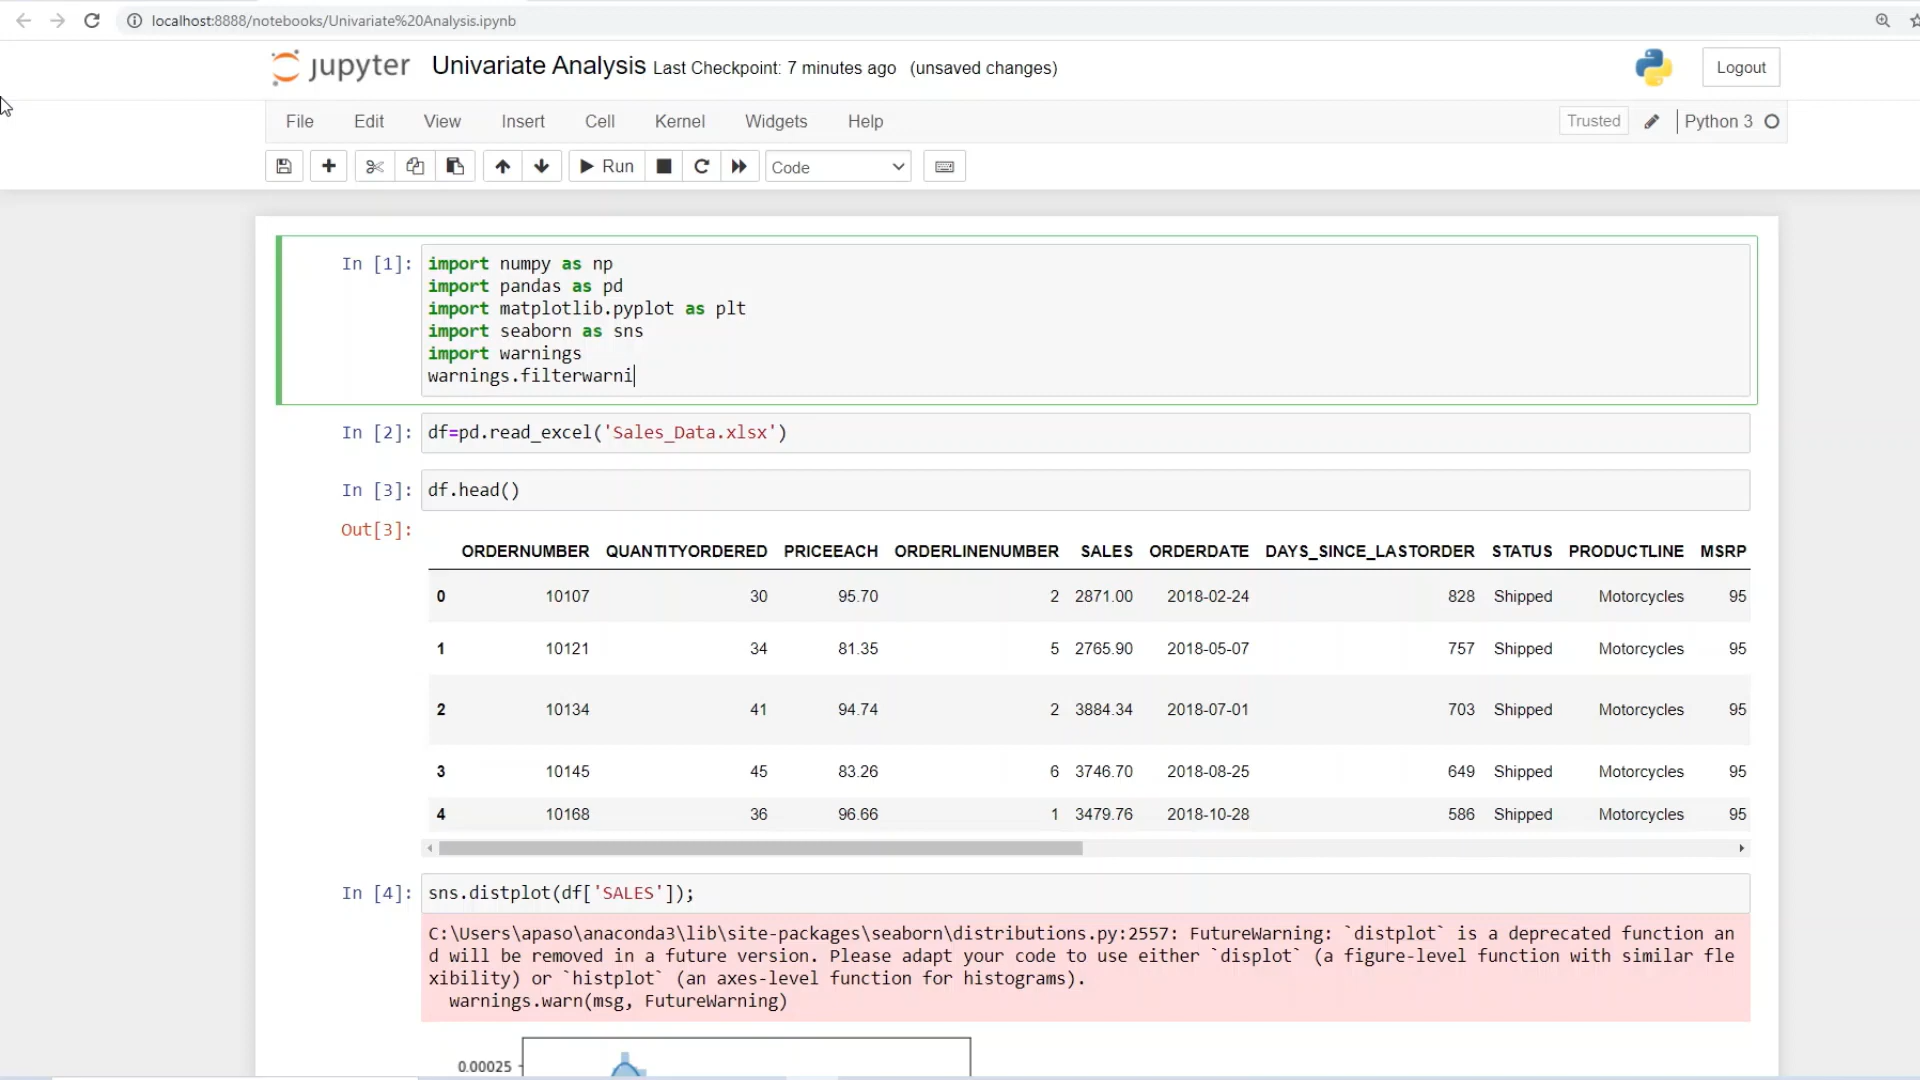 localhost:8888/notebooks/Univariate%20Analysis.ipynb
jupyter Univariate Analysis Last Checkpoint: 7 minutes ago (unsaved changes) Logout
File Edit View Insert Cell Kernel Widgets Help Trusted Python 3
Run Code
In [1]: import numpy as np
import pandas as pd
import matplotlib.pyplot as plt
import seaborn as sns
import warnings
warnings.filterwarni
In [2]: df=pd.read_excel('Sales_Data.xlsx')
In [3]: df.head()
Out[3]:
ORDERNUMBER QUANTITYORDERED PRICEEACH ORDERLINENUMBER SALES ORDERDATE DAYS_SINCE_LASTORDER STATUS PRODUCTLINE MSRP
0 10107 30 95.70 2 2871.00 2018-02-24 828 Shipped Motorcycles 95
1 10121 34 81.35 5 2765.90 2018-05-07 757 Shipped Motorcycles 95
2 10134 41 94.74 2 3884.34 2018-07-01 703 Shipped Motorcycles 95
3 10145 45 83.26 6 3746.70 2018-08-25 649 Shipped Motorcycles 95
4 10168 36 96.66 1 3479.76 2018-10-28 586 Shipped Motorcycles 95
In [4]: sns.distplot(df['SALES']);
C:\Users\apaso\anaconda3\lib\site-packages\seaborn\distributions.py:2557: FutureWarning: `distplot` is a deprecated function an
d will be removed in a future version. Please adapt your code to use either `displot` (a figure-level function with similar fle
xibility) or `histplot` (an axes-level function for histograms).
warnings.warn(msg, FutureWarning)
0.00025